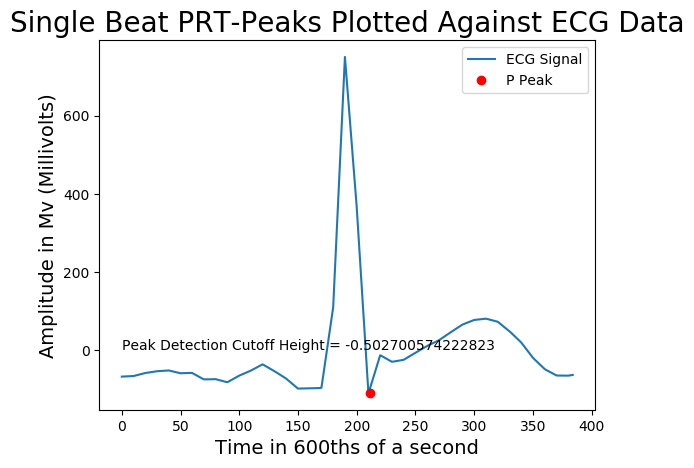 Single Beat PRT-Peaks Plotted Against ECG Data
ECG Signal
P Peak
Amplitude in Mv (Millivolts)
600
400
200
0
Peak Detection Cutoff Height = -0.502700574222823
0 50 100 150 200 250 300 350 400
Time in 600ths of a second